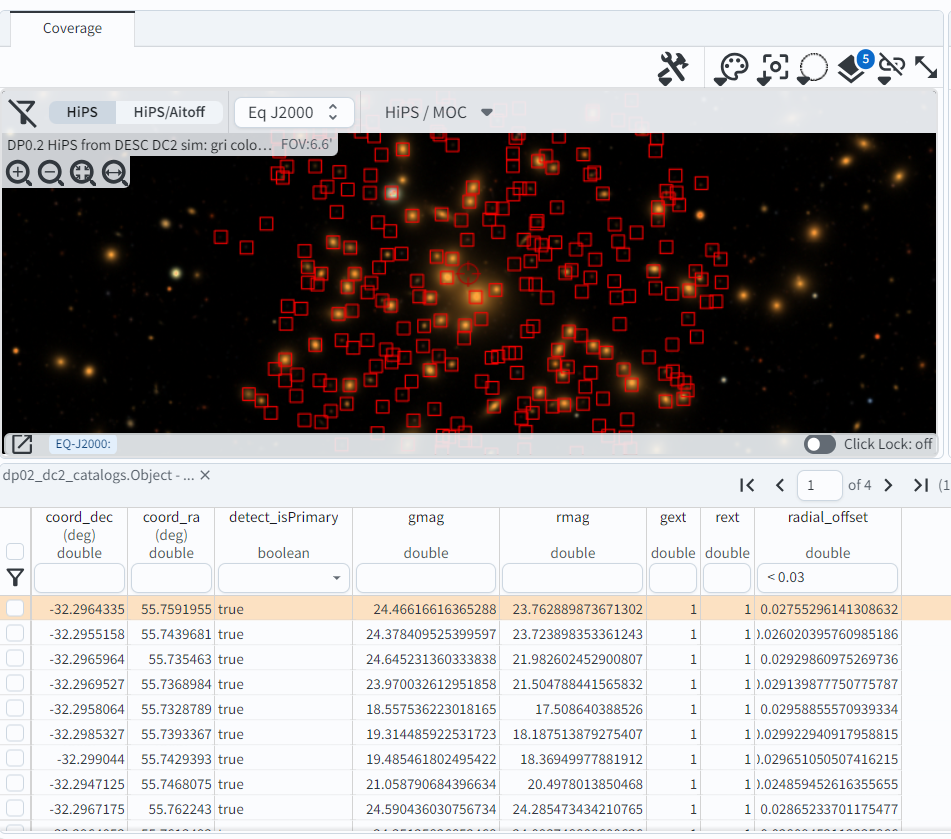 Coverage
5
HiPS HiPS/Aitoff Eq J2000 HiPS / MOC
DP0.2 HiPS from DESC DC2 sim: gri colo... FOV:6.6'
EQ-J2000: Click Lock: off
dp02_dc2_catalogs.Object - ...
1 of 4 (1
coord_dec coord_ra detect_isPrimary gmag rmag gext rext radial_offset
(deg) (deg)
double double boolean double double double double double
< 0.03
-32.2964335 55.7591955 true 24.46616616365288 23.762889873671302 1 1 0.02755296141308632
-32.2955158 55.7439681 true 24.378409525399597 23.723898353361243 1 1 0.026020395760985186
-32.2965964 55.735463 true 24.645231360333838 21.982602452900807 1 1 0.02929860975269736
-32.2969527 55.7368984 true 23.970032612951858 21.504788441565832 1 1 0.029139877750775787
-32.2958064 55.7328789 true 18.557536223018165 17.508640388526 1 1 0.02958855570939334
-32.2985327 55.7393367 true 19.314485922531723 18.187513879275407 1 1 0.029922940917958815
-32.299044 55.7429393 true 19.485461802495422 18.36949977881912 1 1 0.029651050507416215
-32.2947125 55.7468075 true 21.058790684396634 20.4978013850468 1 1 0.024859452616355655
-32.2967175 55.762243 true 24.590436030756734 24.285473434210765 1 1 0.02865233701175477